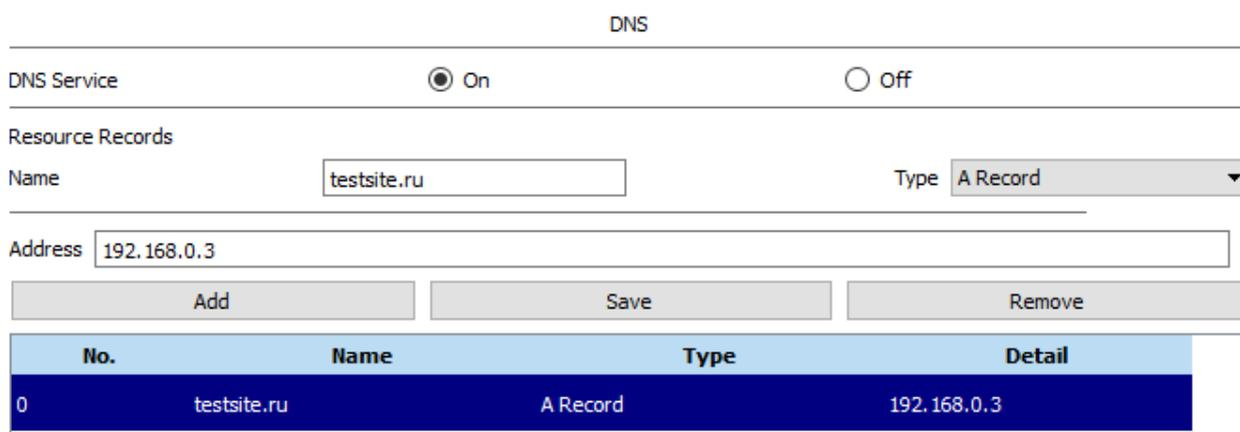 DNS
DNS Service On Off
Resource Records
Name testsite.ru Type A Record
Address 192.168.0.3
Add Save Remove
No. Name Type Detail
0 testsite.ru A Record 192.168.0.3